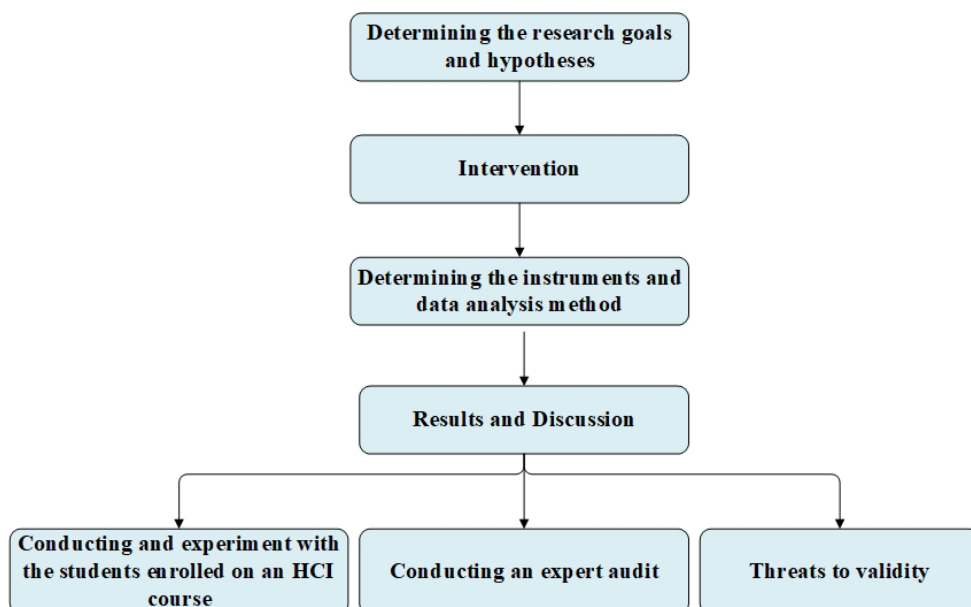 Determining the research goals
and hypotheses
Intervention
Determining the instruments and
data analysis method
Results and Discussion
Conducting and experiment with
the students enrolled on an HCI
course
Conducting an expert audit
Threats to validity